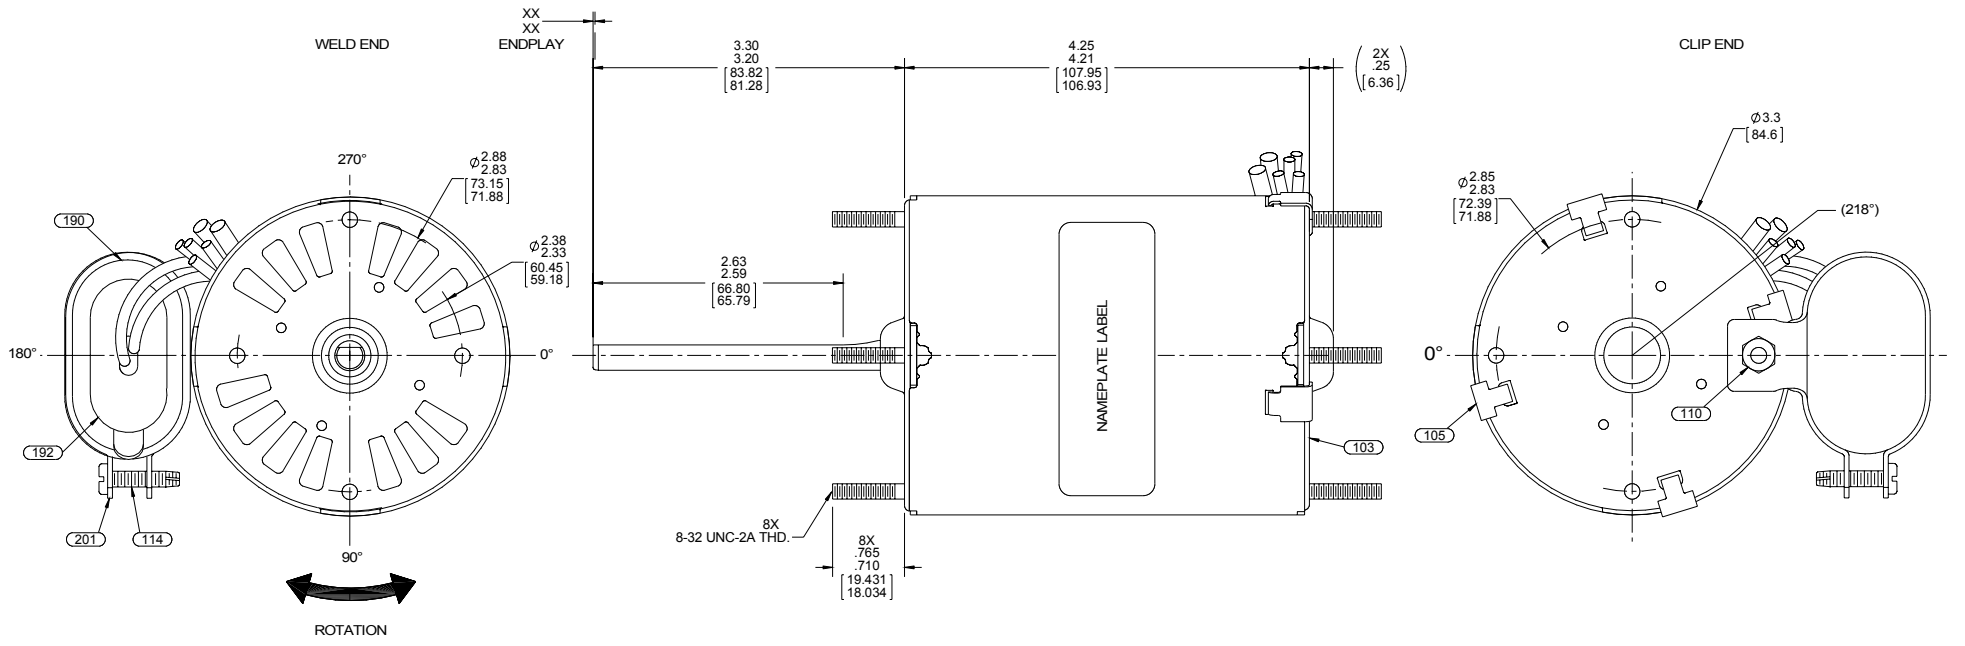 WELD END
XX
XX
ENDPLAY
3.30
3.20
[83.82
81.28]
4.25
4.21
[107.95
106.93]
(2X
.25
[6.36])
CLIP END
270°
Ø2.88
2.83
[73.15
71.88]
190
Ø2.38
2.33
[60.45
59.18]
180°
0°
192
201
114
90°
ROTATION
2.63
2.59
[66.80
65.79]
NAMEPLATE LABEL
103
8X
8-32 UNC-2A THD.
8X
.765
.710
[19.431
18.034]
Ø3.3
[84.6]
Ø2.85
2.83
[72.39
71.88]
(218°)
0°
110
105